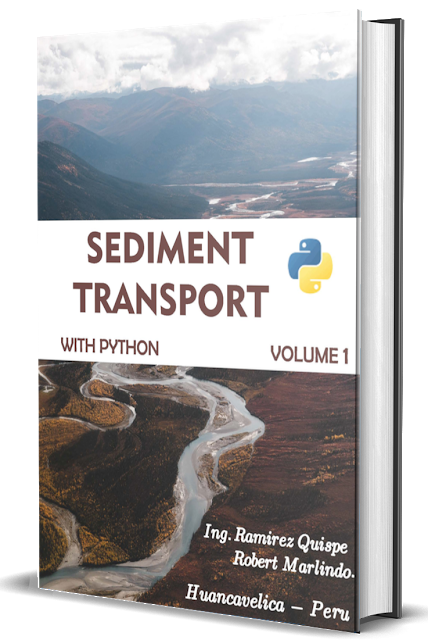 SEDIMENT
TRANSPORT
WITH PYTHON
VOLUME 1
Ing. Ramirez Quispe
Robert Marlindo.
Huancavelica – Peru